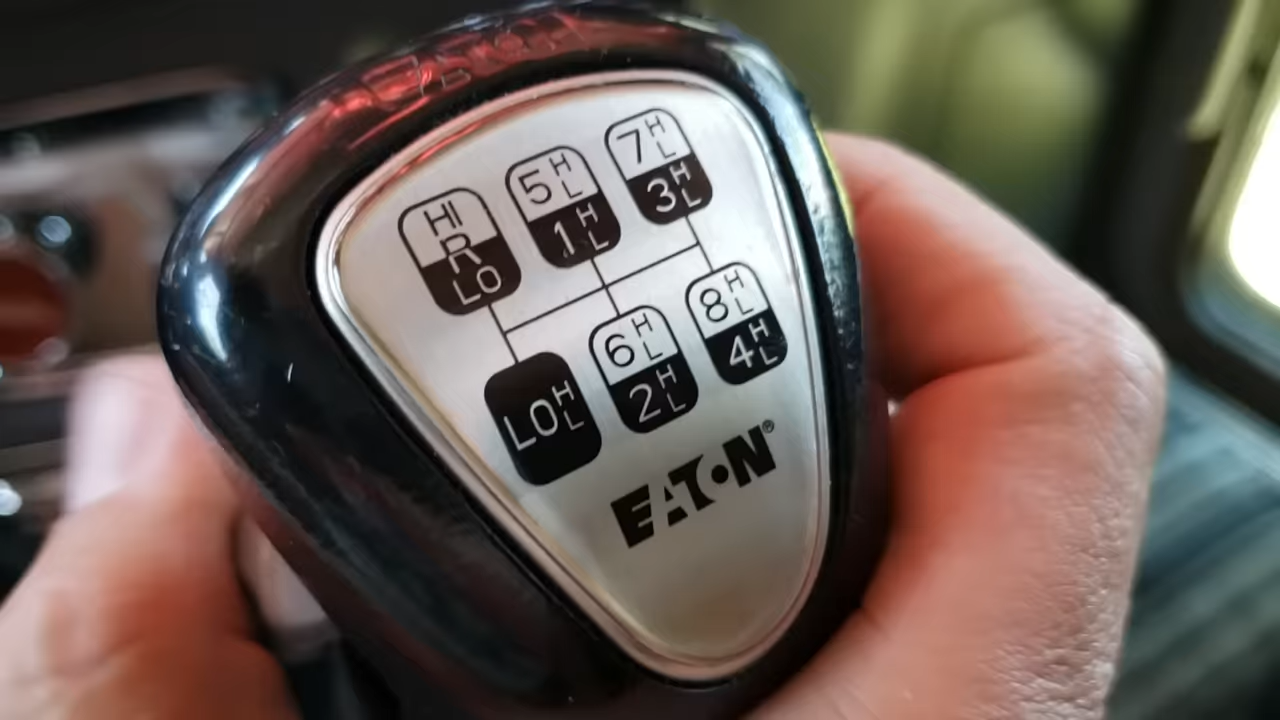 HI
R
LO
5 H L
1 H L
7 H L
3 H L
LO H L
6 H L
2 H L
8 H L
4 H L
EATON®